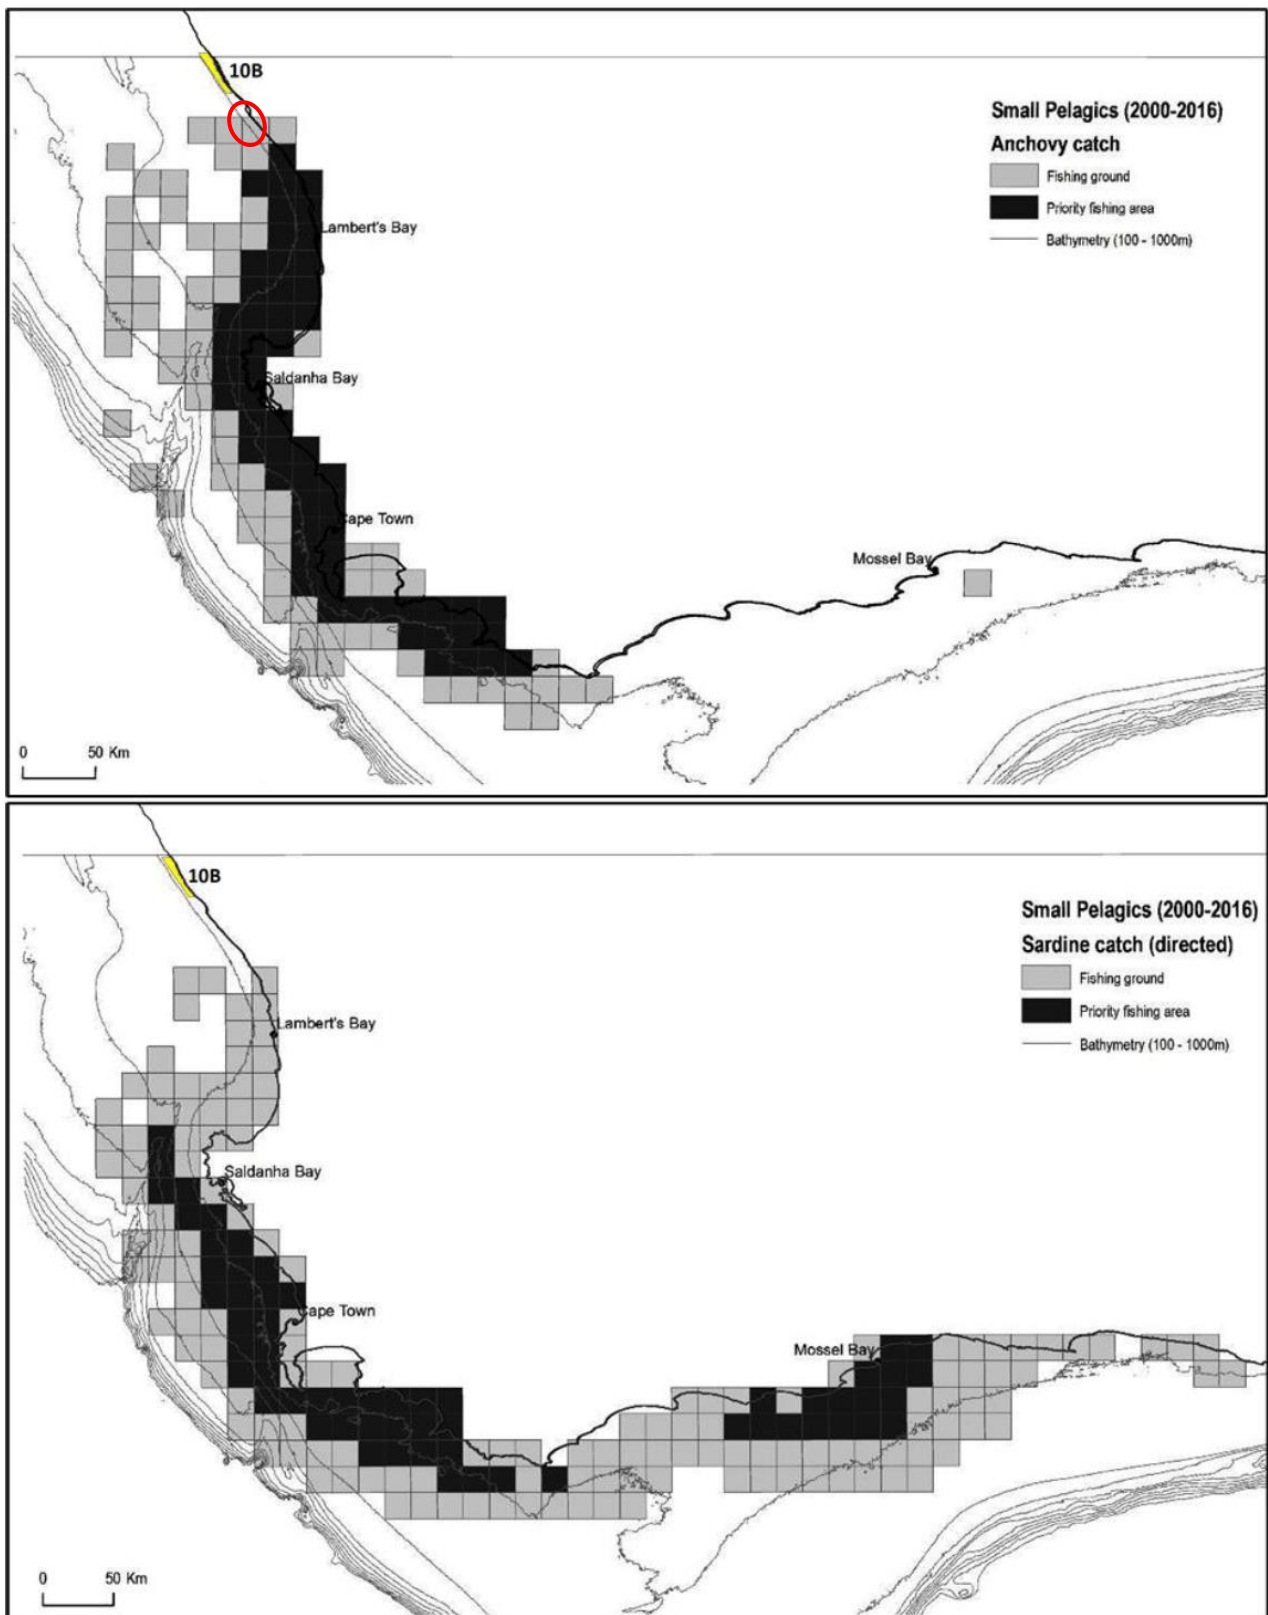 10B
Small Pelagics (2000-2016)
Anchovy catch
Fishing ground
Priority fishing area
Bathymetry (100 - 1000m)
Lambert's Bay
Saldanha Bay
Cape Town
Mossel Bay
0 50 Km
10B
Small Pelagics (2000-2016)
Sardine catch (directed)
Fishing ground
Priority fishing area
Bathymetry (100 - 1000m)
Lambert's Bay
Saldanha Bay
Cape Town
Mossel Bay
0 50 Km